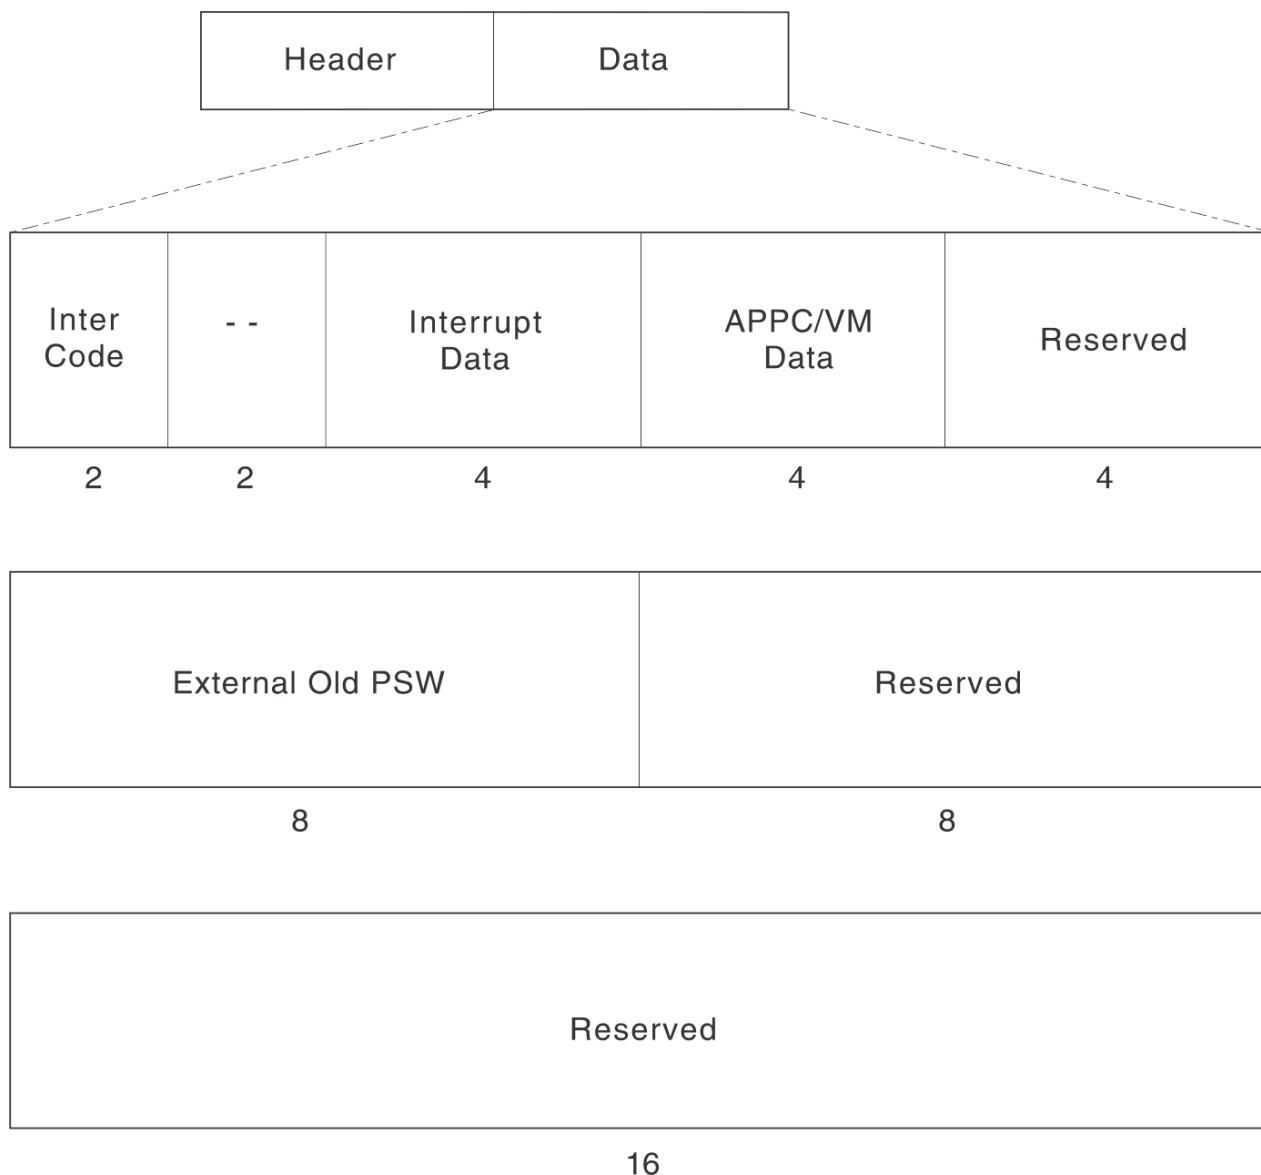 Header Data
Inter - - Interrupt APPC/VM Reserved
Code Data Data
2 2 4 4 4
External Old PSW Reserved
8 8
Reserved
16